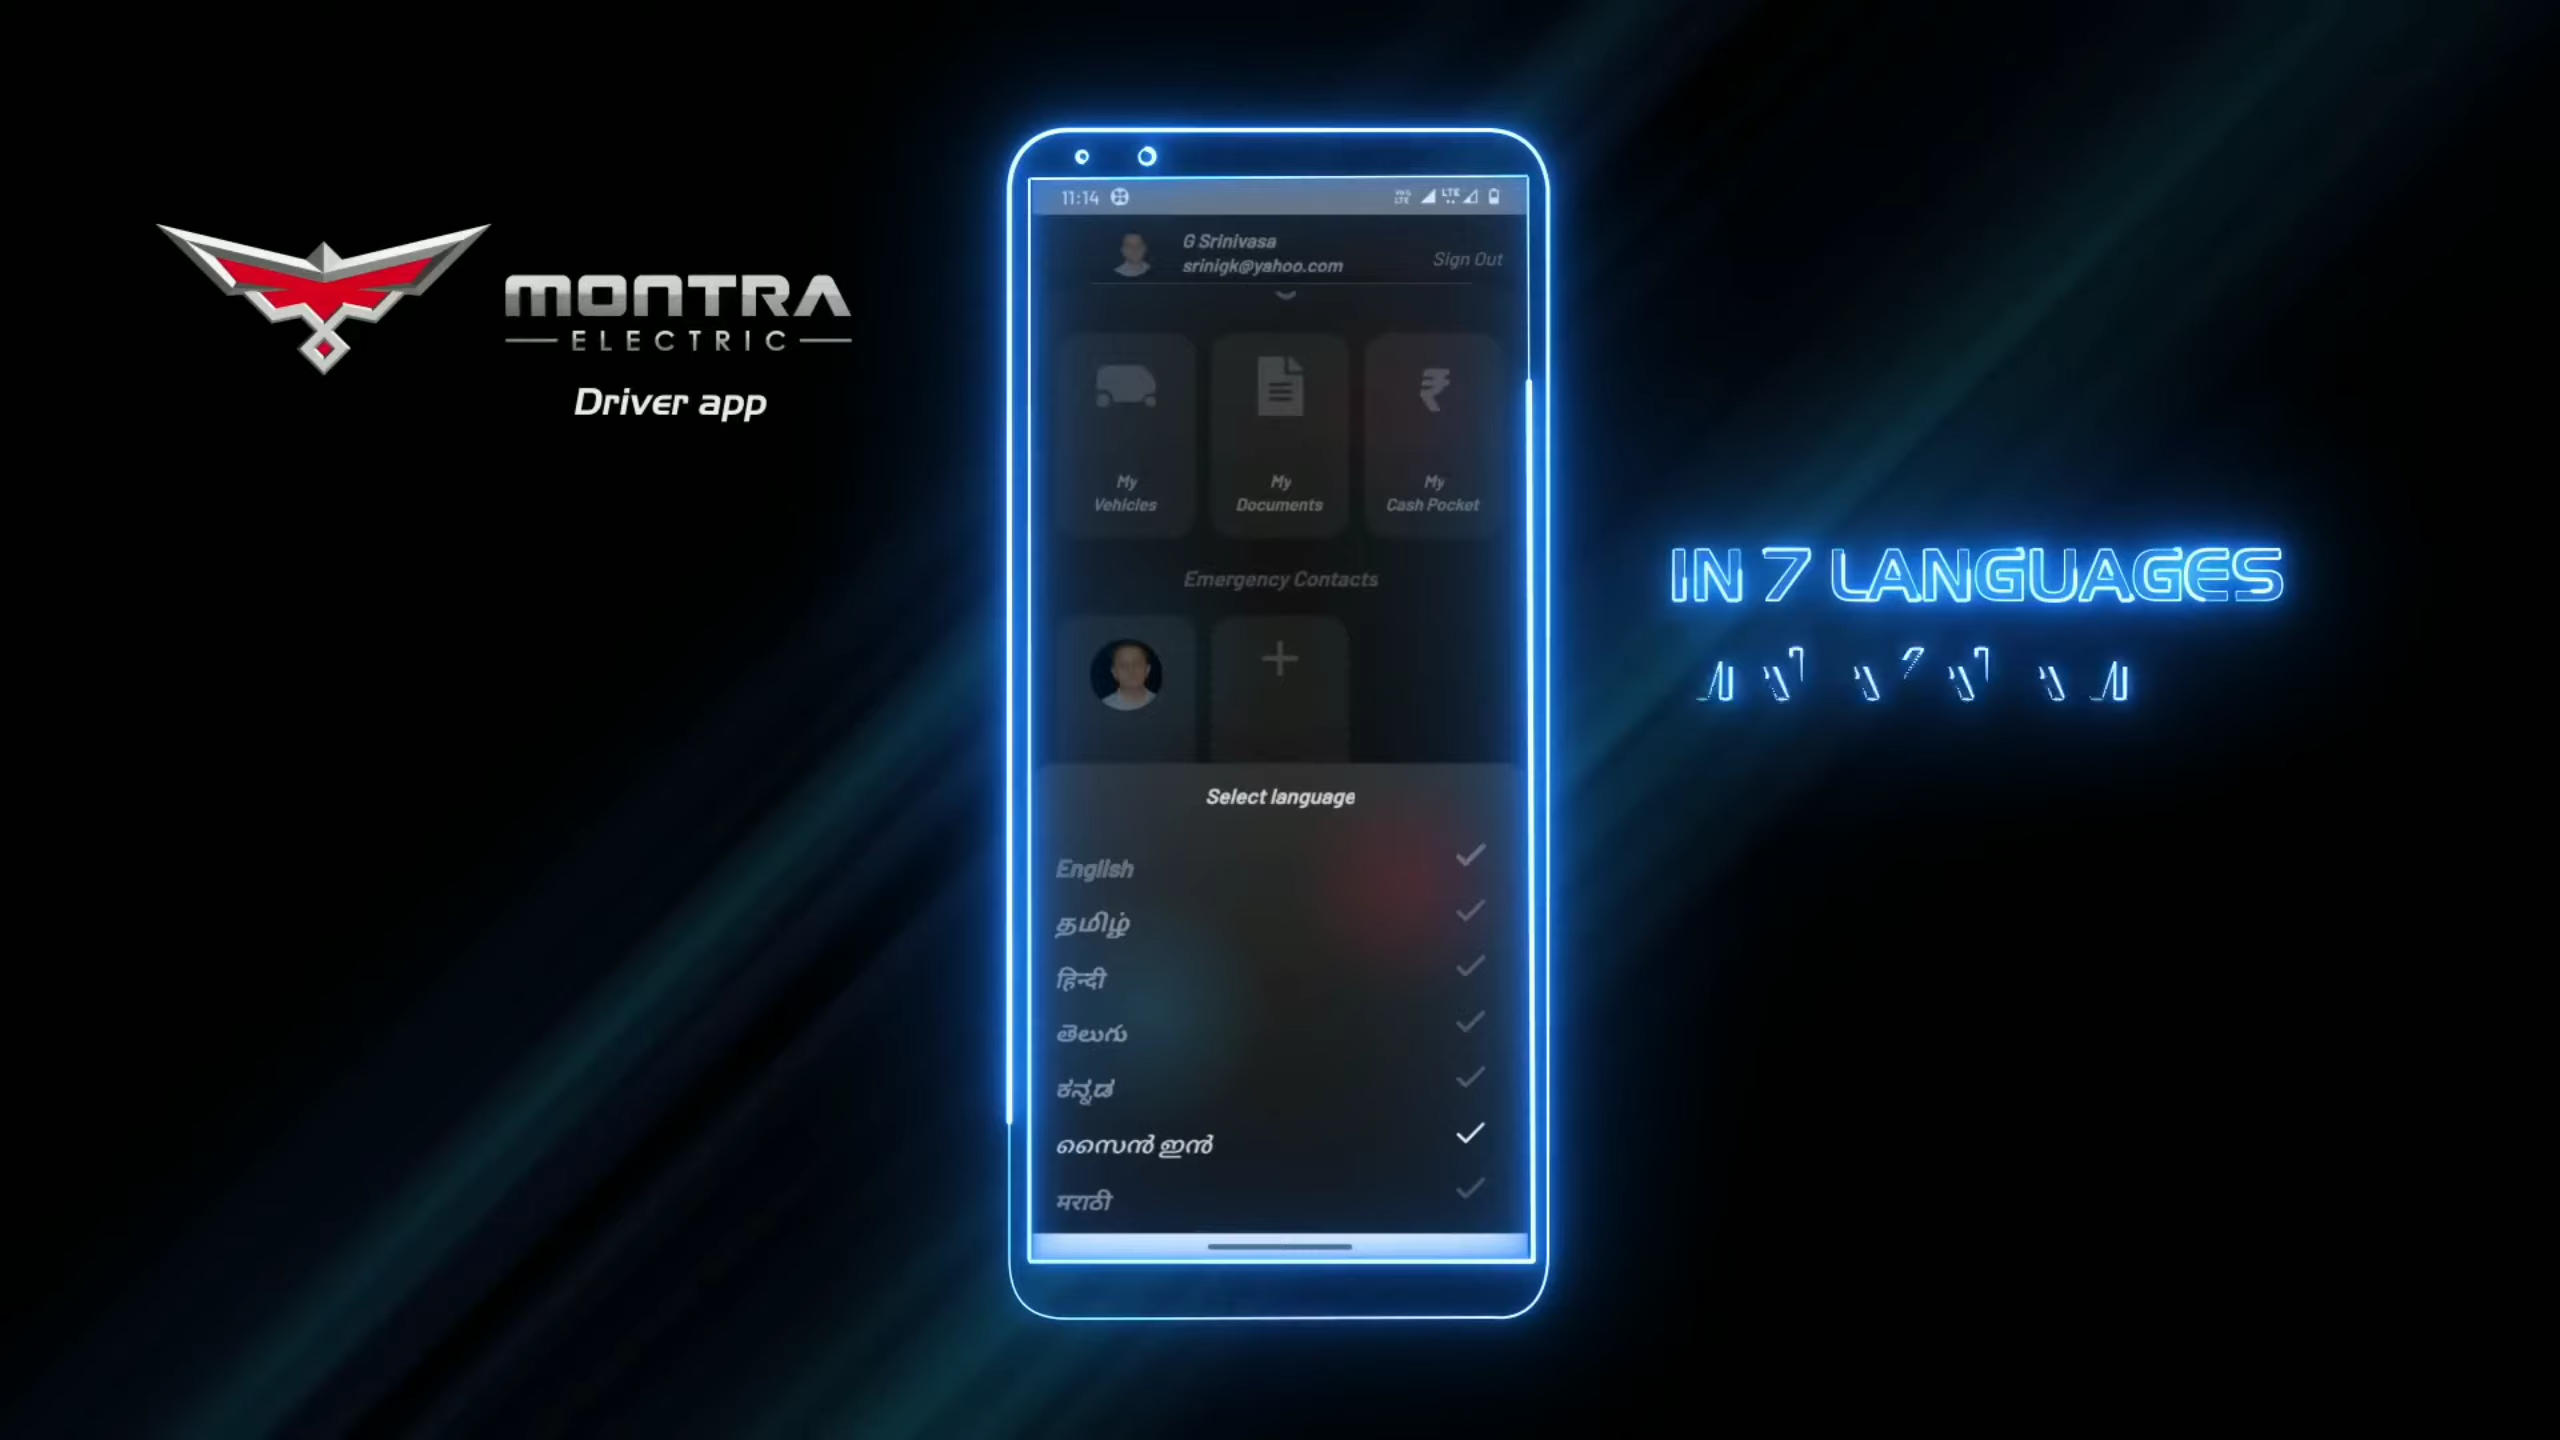 MONTRA
ELECTRIC
Driver app
11:14
LTE
G Srinivasa
srinigk@yahoo.com
Sign Out
My
Vehicles
My
Documents
My
Cash Pocket
Emergency Contacts
IN 7 LANGUAGES
Select language
English
தமிழ்
हिन्दी
తెలుగు
ಕನ್ನಡ
സൈൻ ഇൻ
मराठी